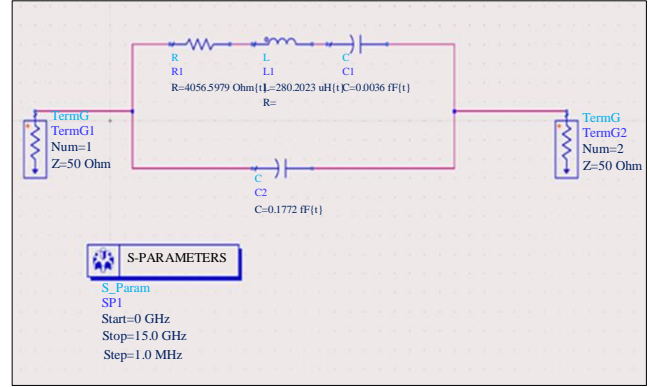 R
L
C
R1
L1
C1
R=4056.5979 Ohm{t}
L=280.2023 uH{t}
C=0.0036 fF{t}
R=
TermG
TermG1
Num=1
Z=50 Ohm
TermG
TermG2
Num=2
Z=50 Ohm
C
C2
C=0.1772 fF{t}
S-PARAMETERS
S_Param
SP1
Start=0 GHz
Stop=15.0 GHz
Step=1.0 MHz